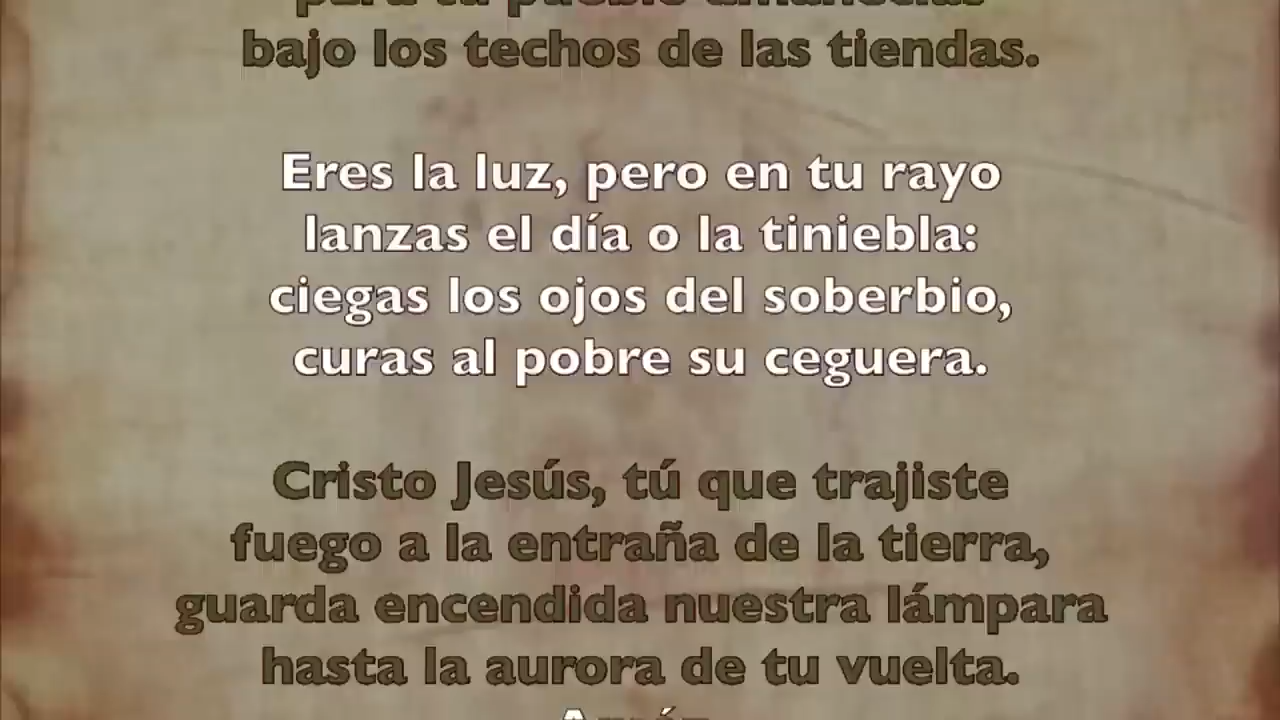 bajo los techos de las tiendas.
Eres la luz, pero en tu rayo
lanzas el día o la tiniebla:
ciegas los ojos del soberbio,
curas al pobre su ceguera.
Cristo Jesús, tú que trajiste
fuego a la entraña de la tierra,
guarda encendida nuestra lámpara
hasta la aurora de tu vuelta.